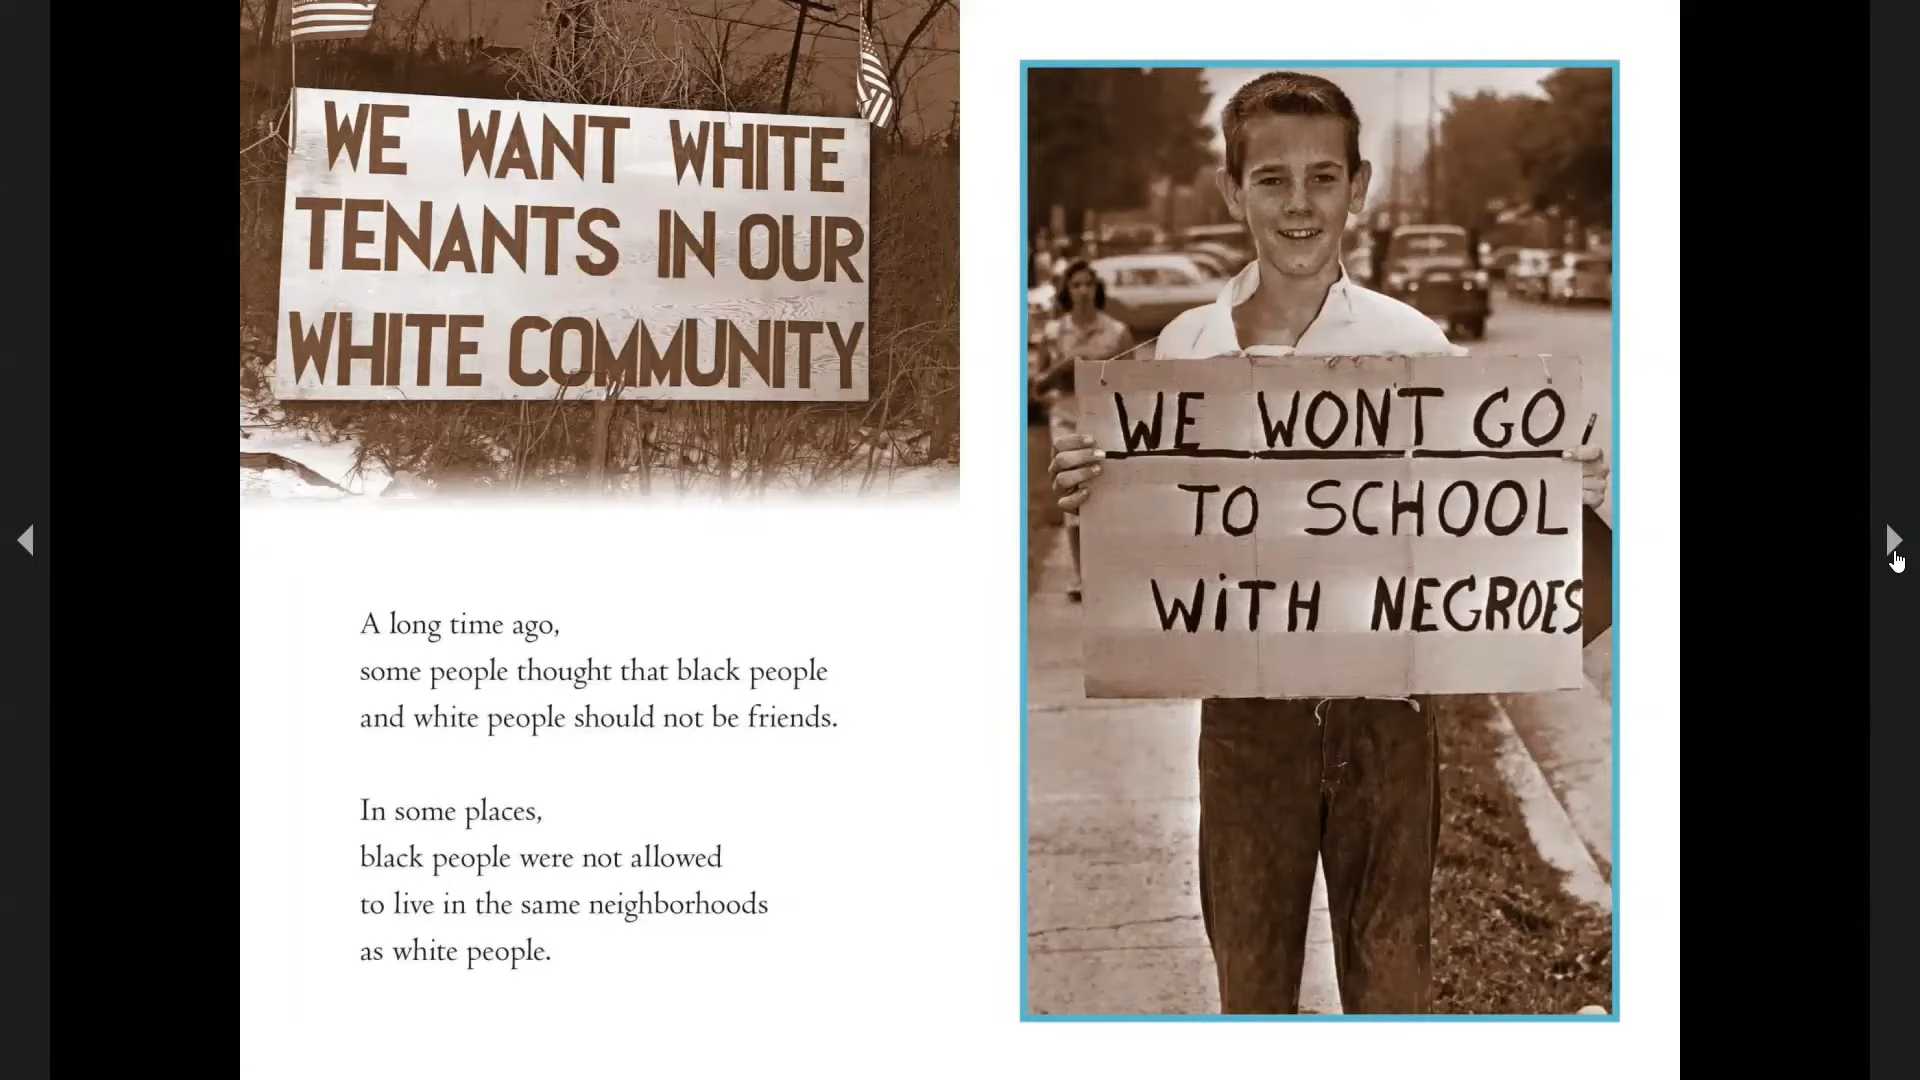 WE WANT WHITE
TENANTS IN OUR
WHITE COMMUNITY
A long time ago,
some people thought that black people
and white people should not be friends.
In some places,
black people were not allowed
to live in the same neighborhoods
as white people.
WE WON'T GO
TO SCHOOL
WiTH NEGROES